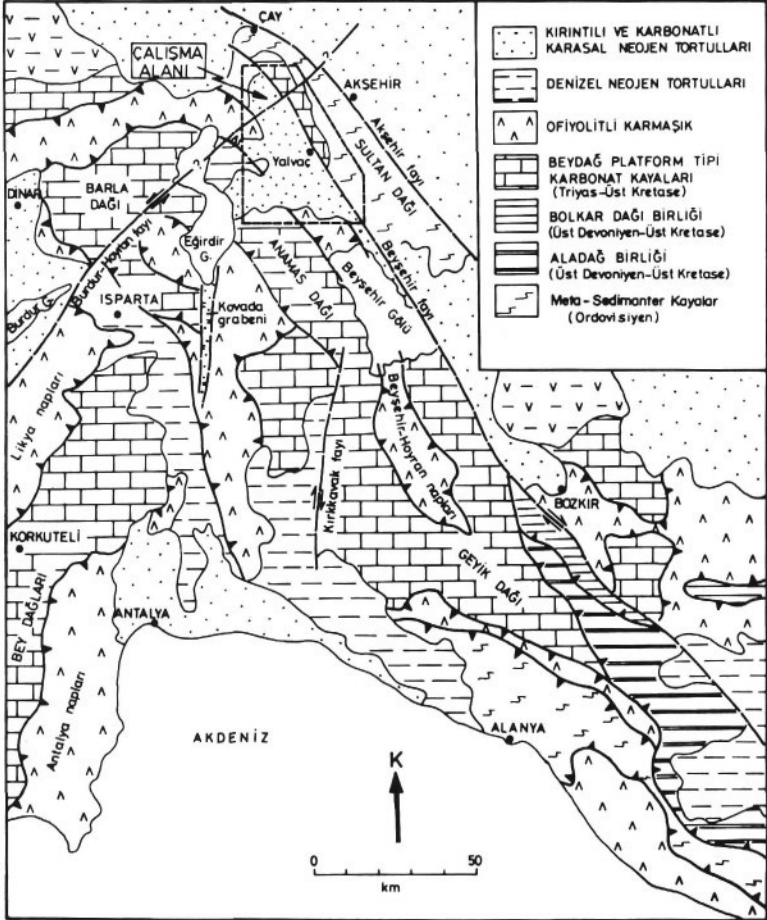 ÇAY
ÇALIŞMA
ALANI
AKŞEHİR
Akşehir fayı
SULTAN DAĞI
Yalvaç
DİNAR
BARLA
DAĞI
Eğirdir
G.
Burdur-Hoyran fayı
Burdur G.
ISPARTA
Kovada
grabeni
ANAMAS DAĞI
Beyşehir Gölü
Beyşehir fayı
Likya napları
Kırkkavak fayı
Beyşehir-Hoyran napları
BOZKIR
KORKUTELİ
GEYİK DAĞI
BEY DAĞLARI
ANTALYA
Antalya napları
AKDENİZ
ALANYA
K
0 50
km
KIRINTILI VE KARBONATLI
KARASAL NEOJEN TORTULLARI
DENİZEL NEOJEN TORTULLARI
OFİYOLİTLİ KARMAŞIK
BEYDAĞ PLATFORM TİPİ
KARBONAT KAYALARI
(Triyas-Üst Kretase)
BOLKAR DAĞI BİRLİĞİ
(Üst Devoniyen-Üst Kretase)
ALADAĞ BİRLİĞİ
(Üst Devoniyen-Üst Kretase)
Meta-Sedimanter Kayalar
(Ordovisiyen)